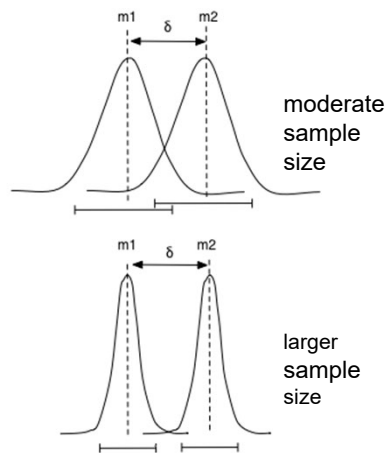 m1 m2
δ
moderate
sample
size
m1 m2
δ
larger
sample
size